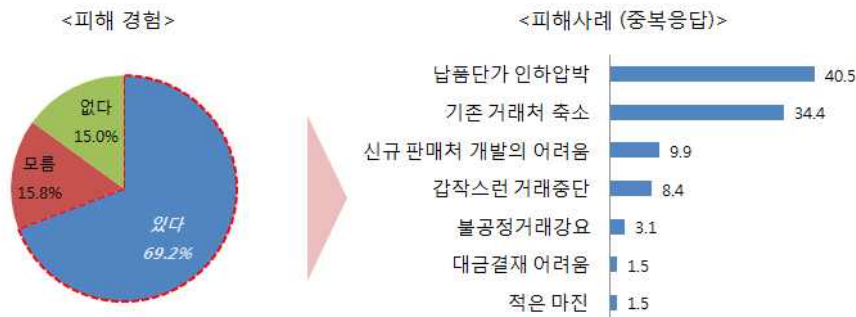 <피해 경험>
없다
15.0%
모름
15.8%
있다
69.2%
<피해사례 (중복응답)>
납품단가 인하압박 40.5
기존 거래처 축소 34.4
신규 판매처 개발의 어려움 9.9
갑작스런 거래중단 8.4
불공정거래강요 3.1
대금결재 어려움 1.5
적은 마진 1.5